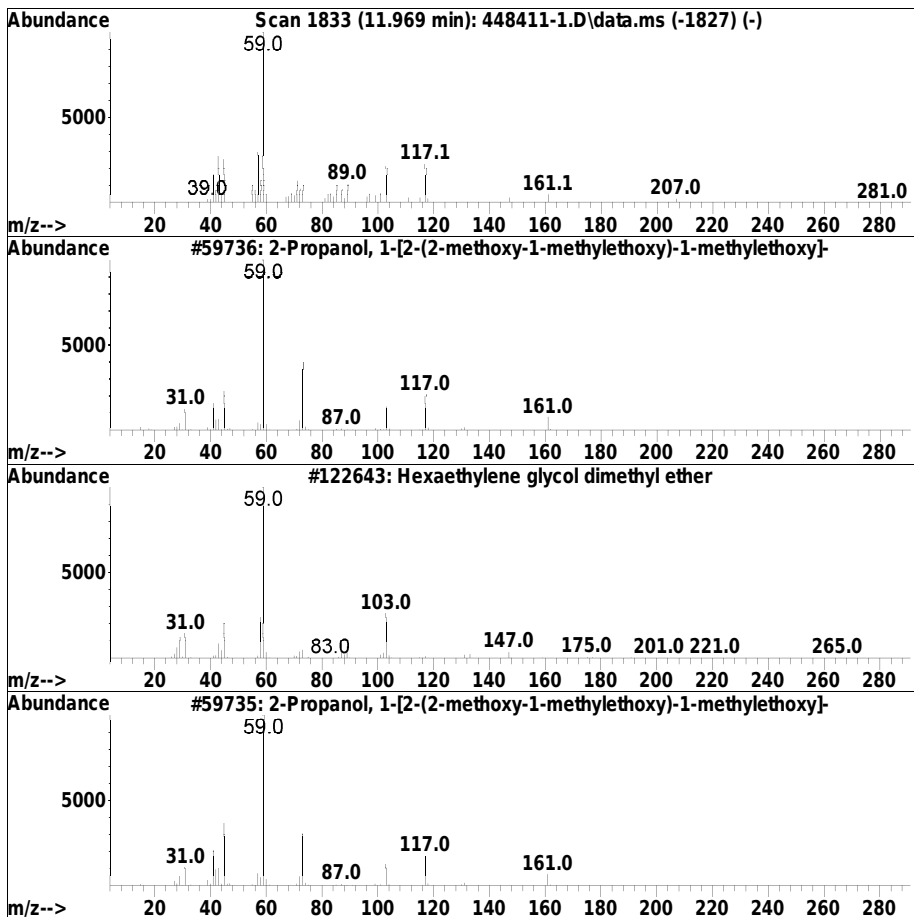 Abundance Scan 1833 (11.969 min): 448411-1.D\data.ms (-1827) (-)
59.0
5000
117.1
89.0
39.0
161.1
207.0
281.0
m/z--> 20 40 60 80 100 120 140 160 180 200 220 240 260 280
Abundance #59736: 2-Propanol, 1-[2-(2-methoxy-1-methylethoxy)-1-methylethoxy]-
59.0
5000
31.0
117.0
87.0
161.0
m/z--> 20 40 60 80 100 120 140 160 180 200 220 240 260 280
Abundance #122643: Hexaethylene glycol dimethyl ether
59.0
5000
103.0
31.0
83.0 147.0 175.0 201.0 221.0 265.0
m/z--> 20 40 60 80 100 120 140 160 180 200 220 240 260 280
Abundance #59735: 2-Propanol, 1-[2-(2-methoxy-1-methylethoxy)-1-methylethoxy]-
59.0
5000
117.0
31.0
87.0
161.0
m/z--> 20 40 60 80 100 120 140 160 180 200 220 240 260 280